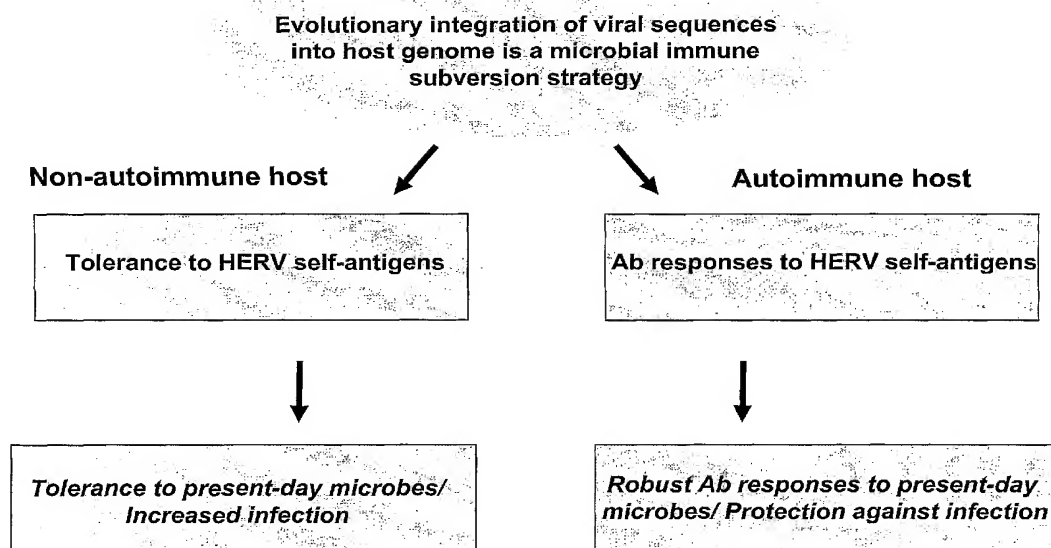 Evolutionary integration of viral sequences
into host genome is a microbial immune
subversion strategy
Non-autoimmune host
Autoimmune host
Tolerance to HERV self-antigens
Ab responses to HERV self-antigens
Tolerance to present-day microbes/
Increased infection
Robust Ab responses to present-day
microbes/ Protection against infection